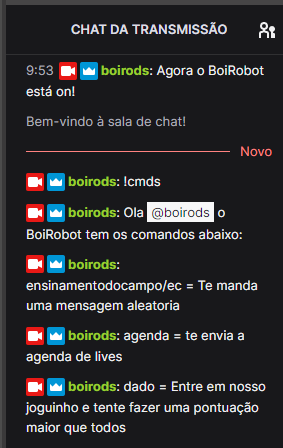 CHAT DA TRANSMISSÃO
9:53 boirods: Agora o BoiRobot
está on!
Bem-vindo à sala de chat!
Novo
boirods: !cmds
boirods: Ola @boirods o
BoiRobot tem os comandos abaixo:
boirods:
ensinamentodocampo/ec = Te manda
uma mensagem aleatoria
boirods: agenda = te envia a
agenda de lives
boirods: dado = Entre em nosso
joguinho e tente fazer uma pontuação
maior que todos